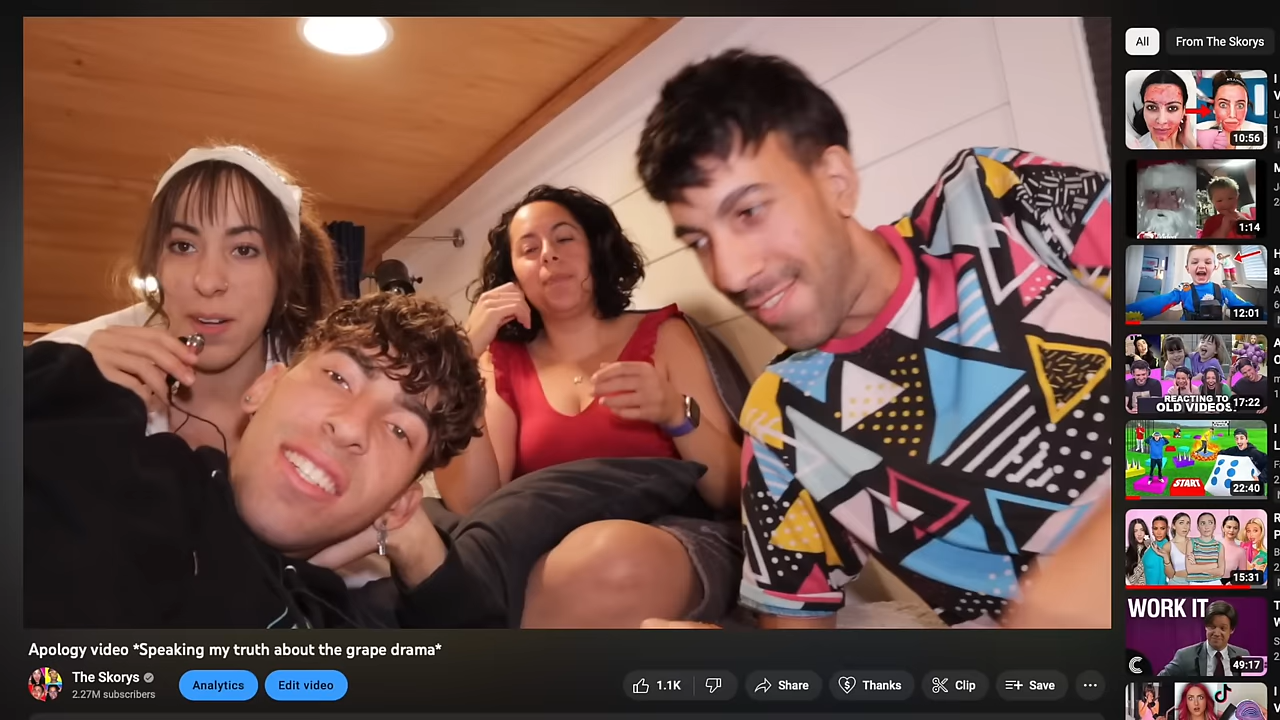 All
From The Skorys
10:56
1:14
12:01
REACTING TO
OLD VIDEOS.
17:22
START
22:40
15:31
WORK IT
49:17
Apology video *Speaking my truth about the grape drama*
The Skorys
2.27M subscribers
Analytics
Edit video
1.1K
Share
Thanks
Clip
Save